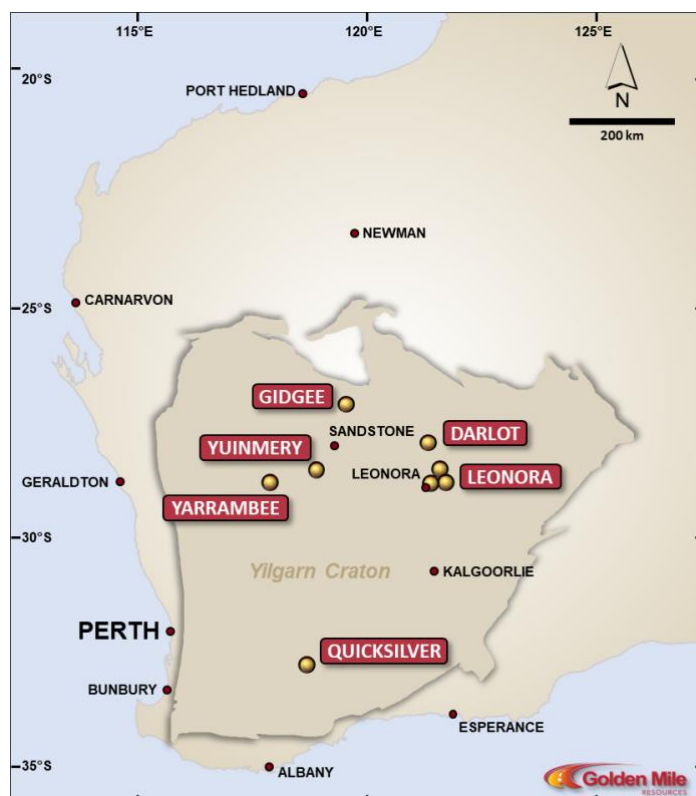 115°E
120°E
125°E
20°S
PORT HEDLAND
N
200 km
NEWMAN
CARNARVON
25°S
GIDGEE
SANDSTONE
DARLOT
YUINMERY
LEONORA
LEONORA
GERALDTON
YARRAMBEE
30°S
Yilgarn Craton
KALGOORLIE
PERTH
QUICKSILVER
BUNBURY
ESPERANCE
35°S
ALBANY
Golden Mile
RESOURCES